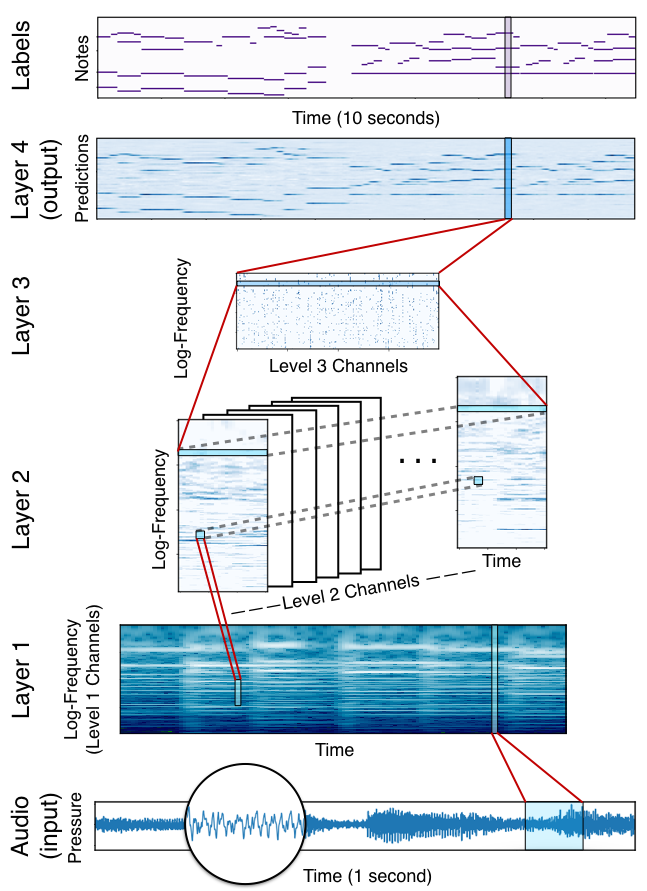 Labels
Notes
Time (10 seconds)
Layer 4
(output)
Predictions
Layer 3
Log-Frequency
Level 3 Channels
Layer 2
Log-Frequency
. . .
Time
Level 2 Channels
Layer 1
Log-Frequency
(Level 1 Channels)
Time
Audio
(input)
Pressure
Time (1 second)